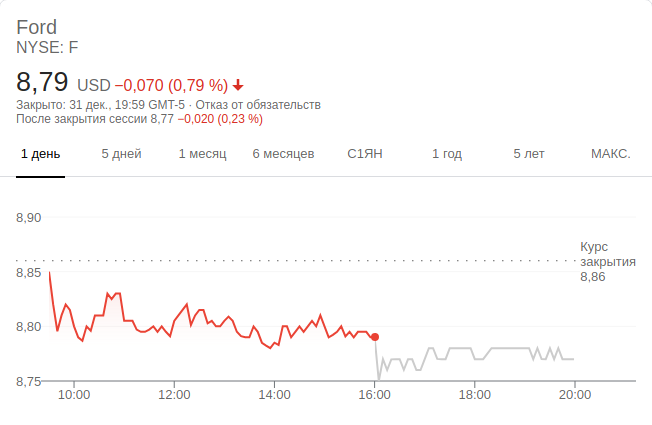 Ford
NYSE: F
8,79 USD −0,070 (0,79 %)
Закрыто: 31 дек., 19:59 GMT-5 · Отказ от обязательств
После закрытия сессии 8,77 −0,020 (0,23 %)
1 день 5 дней 1 месяц 6 месяцев С1ЯН 1 год 5 лет МАКС.
8,90
Курс
закрытия
8,86
8,85
8,80
8,75
10:00 12:00 14:00 16:00 18:00 20:00